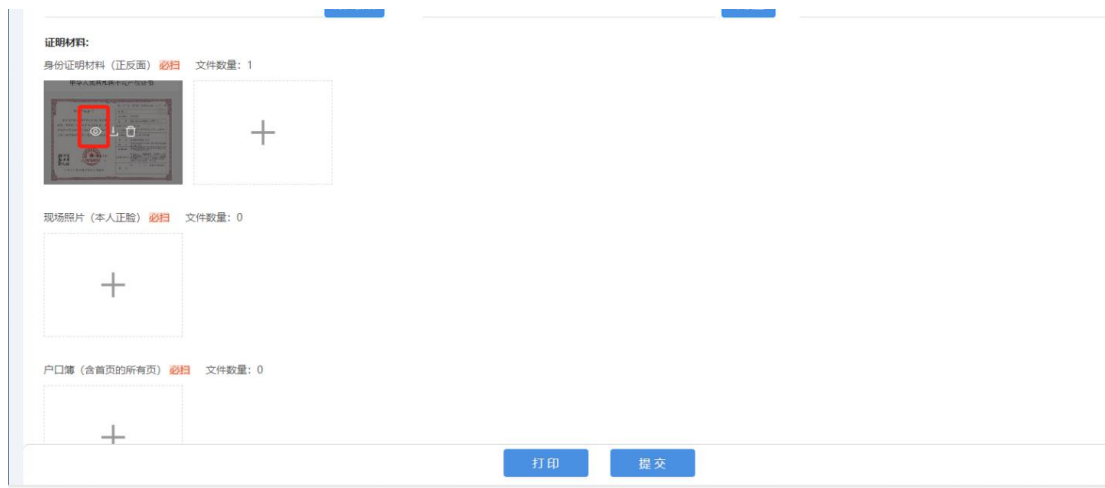 证明材料:
身份证明材料（正反面） 必扫 文件数量: 1
现场照片（本人正脸） 必扫 文件数量: 0
户口簿（含首页的所有页） 必扫 文件数量: 0
打印 提交